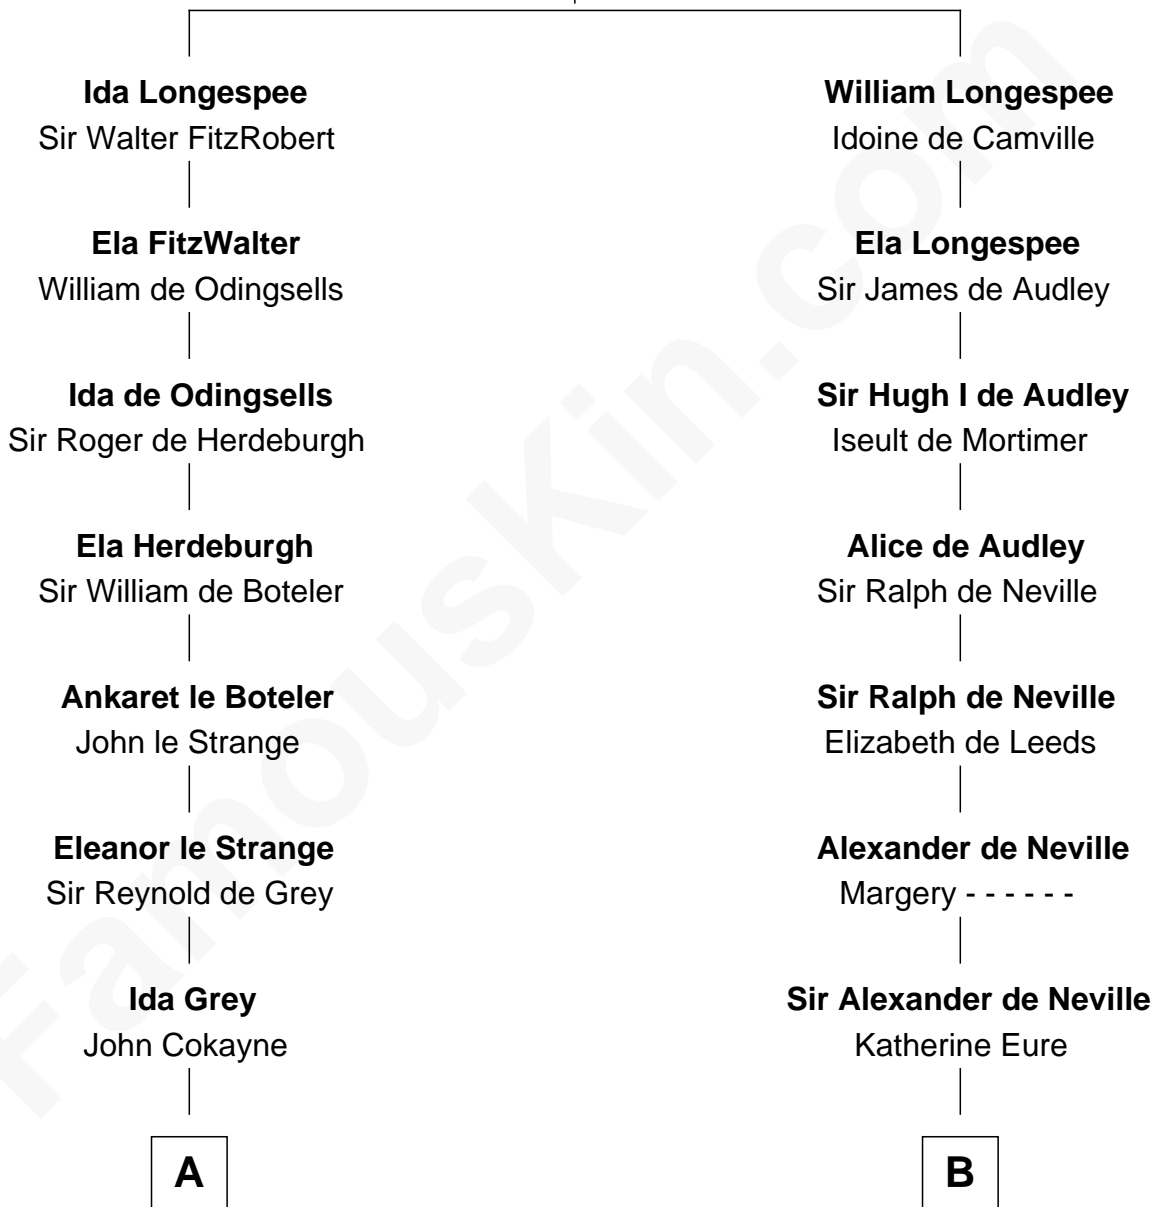 Ida Longespee
Sir Walter FitzRobert
William Longespee
Idoine de Camville
Ela FitzWalter
William de Odingsells
Ela Longespee
Sir James de Audley
Ida de Odingsells
Sir Roger de Herdeburgh
Sir Hugh I de Audley
Iseult de Mortimer
Ela Herdeburgh
Sir William de Boteler
Alice de Audley
Sir Ralph de Neville
Ankaret le Boteler
John le Strange
Sir Ralph de Neville
Elizabeth de Leeds
Eleanor le Strange
Sir Reynold de Grey
Alexander de Neville
Margery - - - - - -
Ida Grey
John Cokayne
Sir Alexander de Neville
Katherine Eure
A
B
FamousKin.com